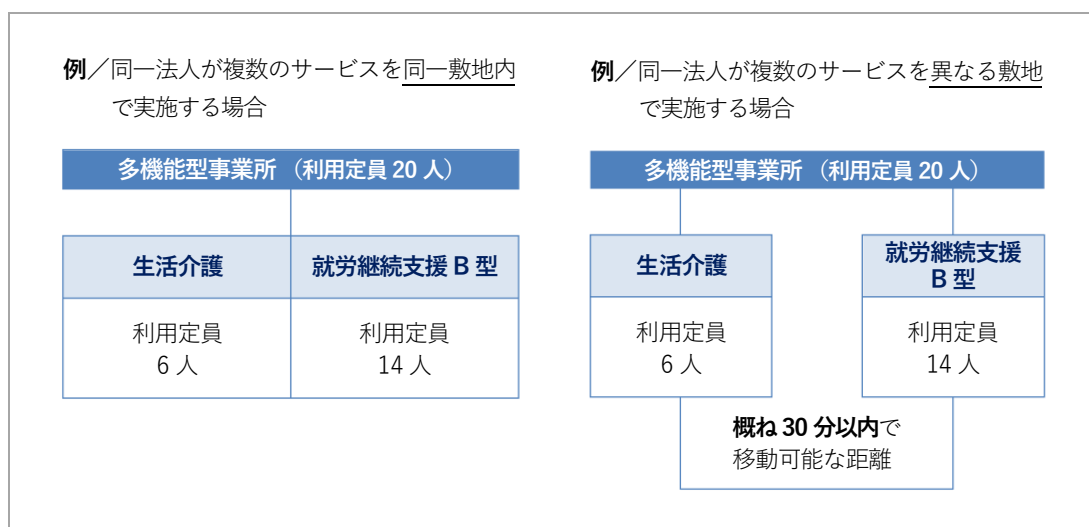 例／同一法人が複数のサービスを同一敷地内
で実施する場合
多機能型事業所 （利用定員 20 人）
生活介護
就労継続支援 B 型
利用定員
6 人
利用定員
14 人
例／同一法人が複数のサービスを異なる敷地
で実施する場合
多機能型事業所 （利用定員 20 人）
生活介護
就労継続支援
B 型
利用定員
6 人
利用定員
14 人
概ね 30 分以内で
移動可能な距離